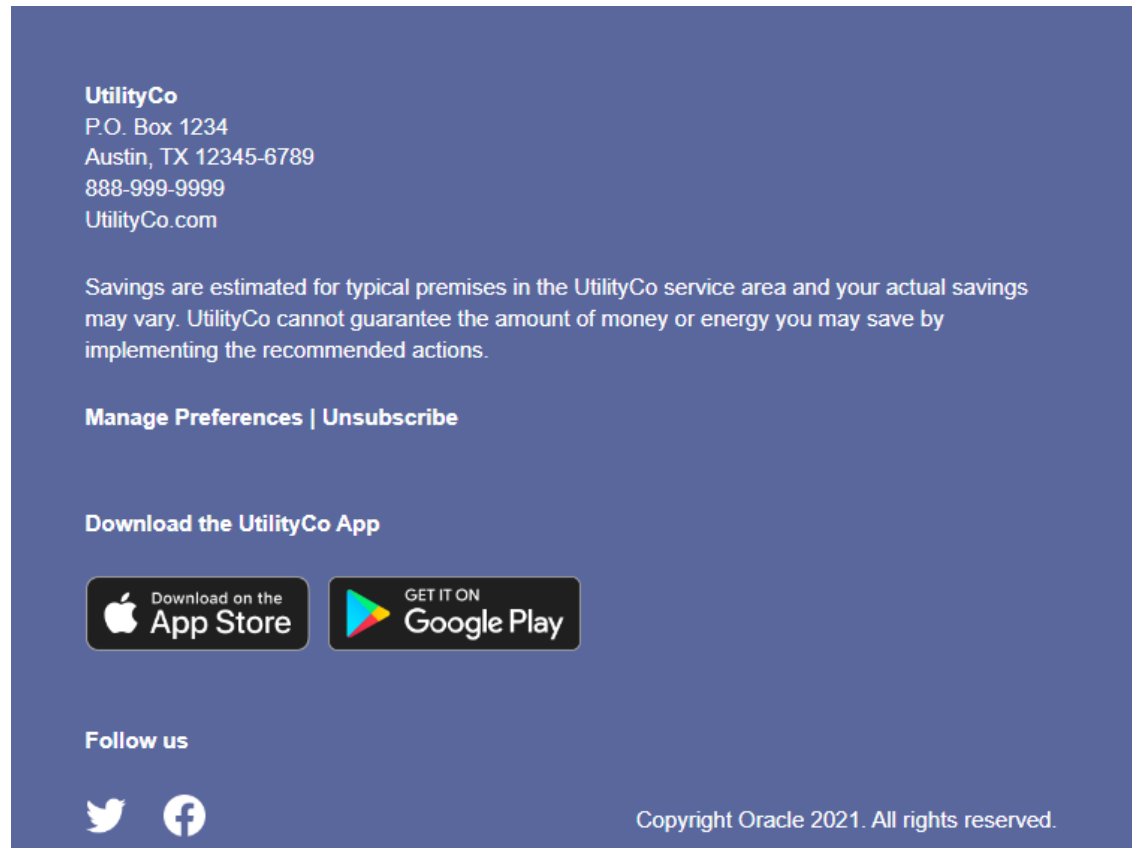 UtilityCo
P.O. Box 1234
Austin, TX 12345-6789
888-999-9999
UtilityCo.com
Savings are estimated for typical premises in the UtilityCo service area and your actual savings
may vary. UtilityCo cannot guarantee the amount of money or energy you may save by
implementing the recommended actions.
Manage Preferences | Unsubscribe
Download the UtilityCo App
Download on the
App Store
GET IT ON
Google Play
Follow us
Copyright Oracle 2021. All rights reserved.